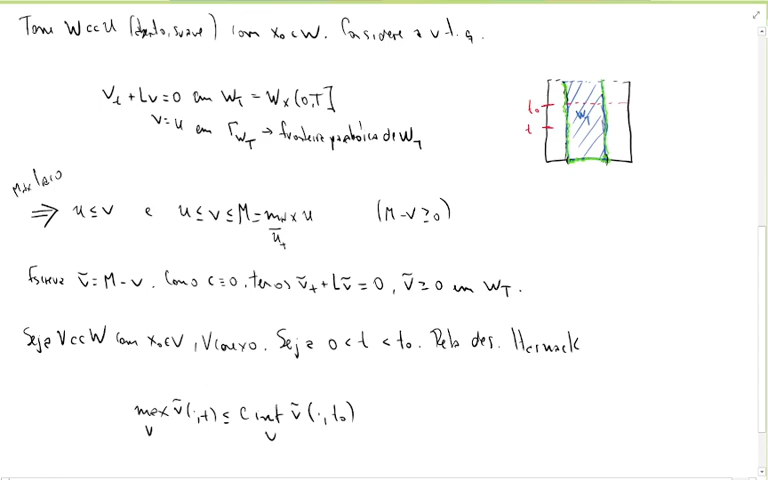 Tome W⊂⊂U (aberto, suave) com x₀∈W. Considere a v t.q.
v_t + Lv = 0 em W_T = W×(0,T]
v = u em Γ_{W_T} → fronteira parabólica de W_T
t₀
W_T
t
⇒ u ≤ v e u ≤ v ≤ M = max u (M - v ≥ 0)
Ū_T
Escreva ṽ = M - v. Como c≡0, temos ṽ_t + Lṽ = 0, ṽ ≥ 0 em W_T.
Seja V⊂⊂W com x₀∈V, V conexo. Seja 0 < t < t₀. Pela des. Harnack
max ṽ(·,t) ≤ C inf ṽ(·,t₀)
V V